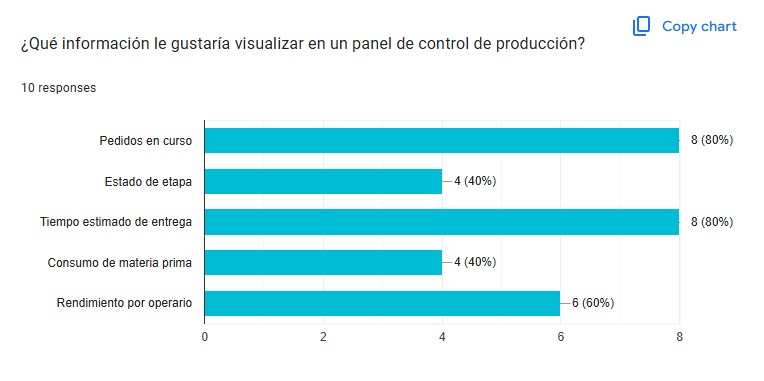 Copy chart
¿Qué información le gustaría visualizar en un panel de control de producción?
10 responses
Pedidos en curso 8 (80%)
Estado de etapa 4 (40%)
Tiempo estimado de entrega 8 (80%)
Consumo de materia prima 4 (40%)
Rendimiento por operario 6 (60%)
0 2 4 6 8